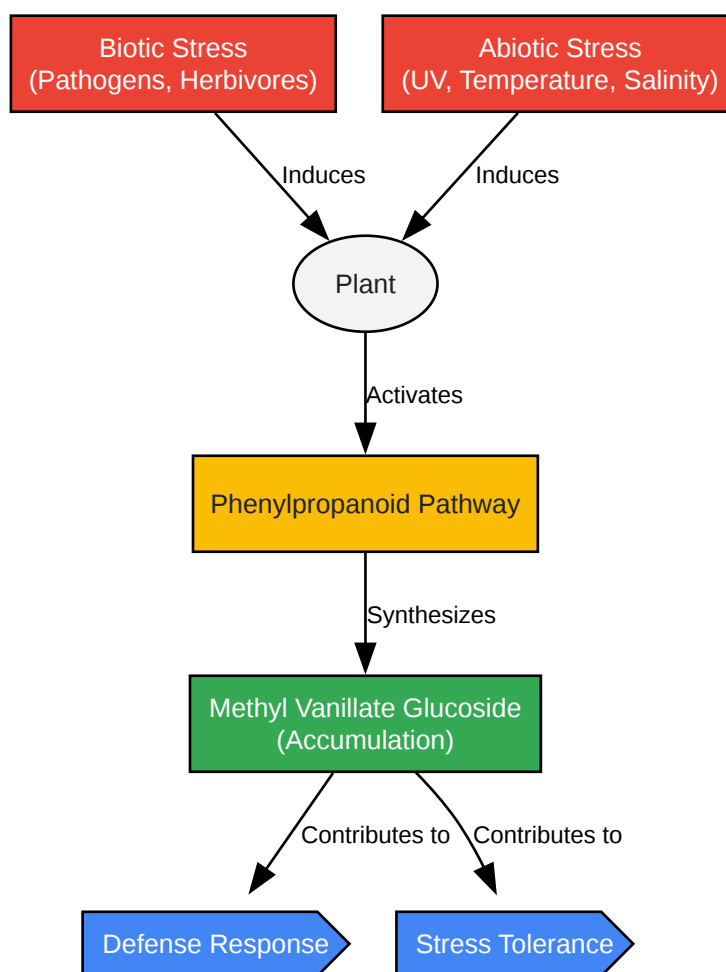 Biotic Stress
(Pathogens, Herbivores)
Abiotic Stress
(UV, Temperature, Salinity)
Induces
Induces
Plant
Activates
Phenylpropanoid Pathway
Synthesizes
Methyl Vanillate Glucoside
(Accumulation)
Contributes to
Contributes to
Defense Response
Stress Tolerance